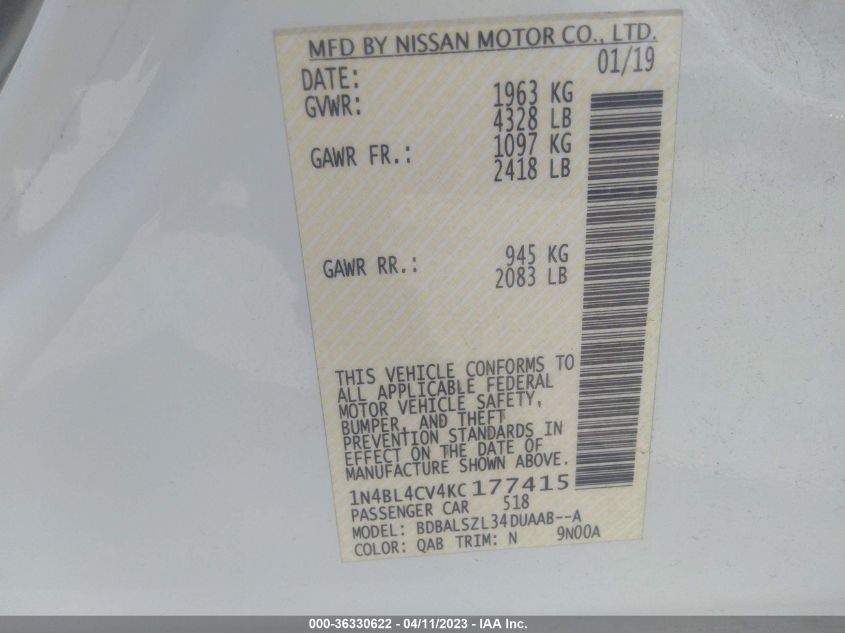 MFD BY NISSAN MOTOR CO., LTD.
DATE: 01/19
GVWR: 1963 KG
4328 LB
GAWR FR.: 1097 KG
2418 LB
GAWR RR.: 945 KG
2083 LB
THIS VEHICLE CONFORMS TO
ALL APPLICABLE FEDERAL
MOTOR VEHICLE SAFETY,
BUMPER, AND THEFT
PREVENTION STANDARDS IN
EFFECT ON THE DATE OF
MANUFACTURE SHOWN ABOVE.
1N4BL4CV4KC177415
PASSENGER CAR 518
MODEL: BDBALSZL34DUAAB--A
COLOR: QAB TRIM: N 9N00A
000-36330622 - 04/11/2023 - IAA Inc.